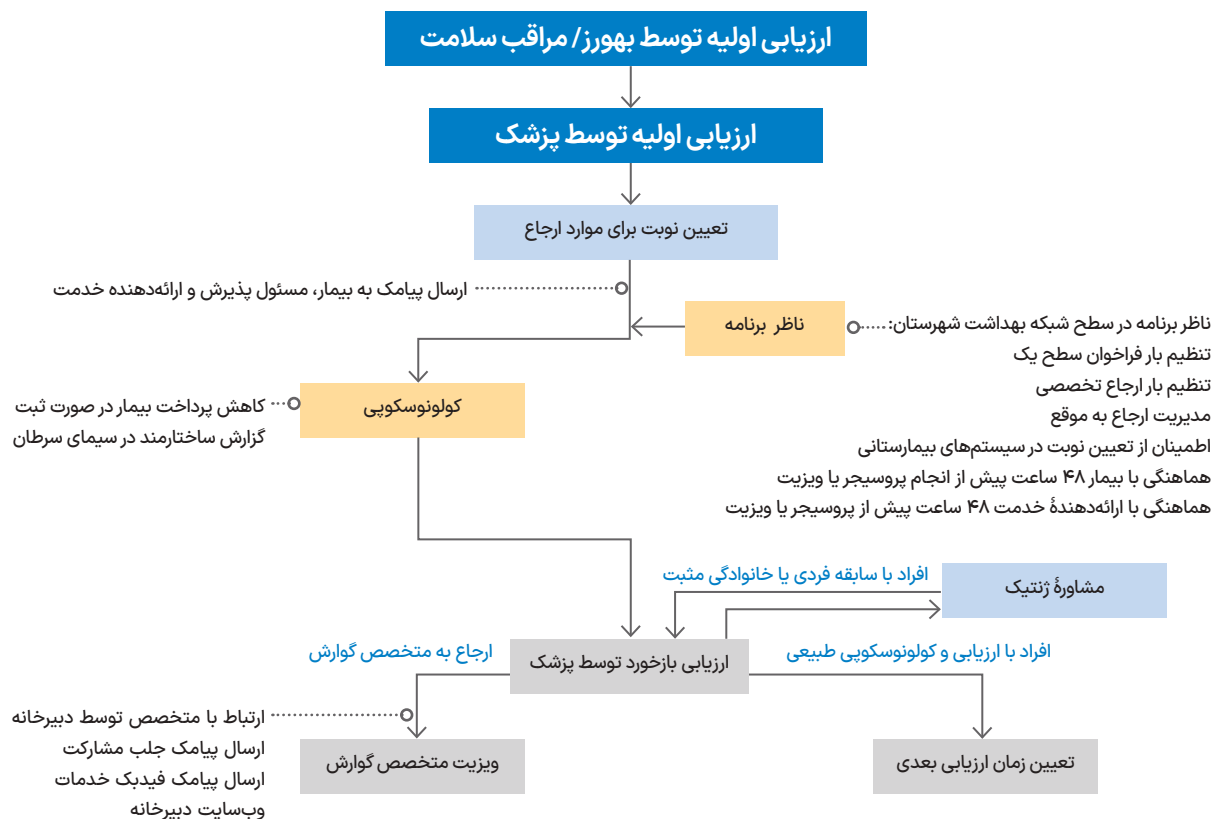 ارزیابی اولیه توسط بهورز/ مراقب سلامت
ارزیابی اولیه توسط پزشک
تعیین نوبت برای موارد ارجاع
ارسال پیامک به بیمار، مسئول پذیرش و ارائه‌دهنده خدمت
ناظر برنامه
ناظر برنامه در سطح شبکه بهداشت شهرستان:
تنظیم بار فراخوان سطح یک
تنظیم بار ارجاع تخصصی
مدیریت ارجاع به موقع
اطمینان از تعیین نوبت در سیستم‌های بیمارستانی
هماهنگی با بیمار ۴۸ ساعت پیش از انجام پروسیجر یا ویزیت
هماهنگی با ارائه‌دهندهٔ خدمت ۴۸ ساعت پیش از پروسیجر یا ویزیت
کولونوسکوپی
کاهش پرداخت بیمار در صورت ثبت
گزارش ساختارمند در سیمای سرطان
افراد با سابقه فردی یا خانوادگی مثبت
مشاورهٔ ژنتیک
افراد با ارزیابی و کولونوسکوپی طبیعی
ارزیابی بازخورد توسط پزشک
ارجاع به متخصص گوارش
تعیین زمان ارزیابی بعدی
ویزیت متخصص گوارش
ارتباط با متخصص توسط دبیرخانه
ارسال پیامک جلب مشارکت
ارسال پیامک فیدبک خدمات
وب‌سایت دبیرخانه